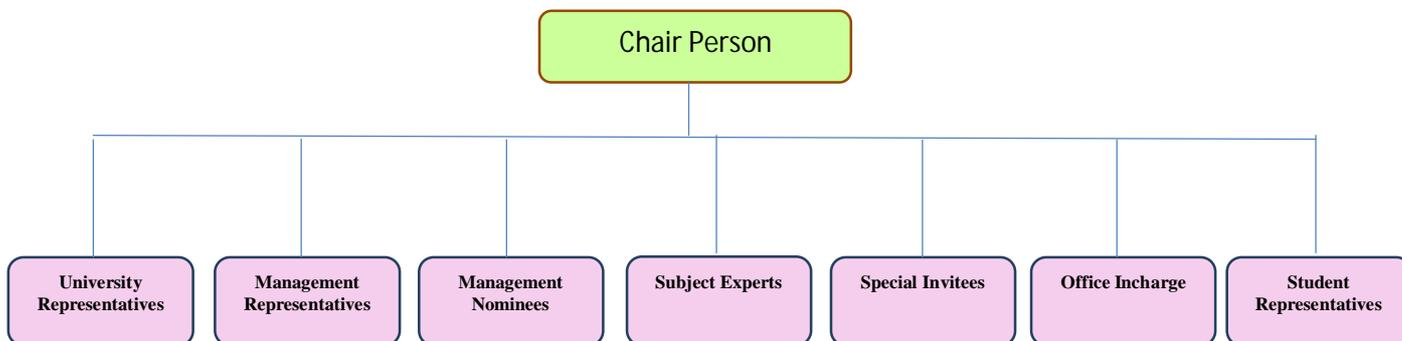 Chair Person
University
Representatives
Management
Representatives
Management
Nominees
Subject Experts
Special Invitees
Office Incharge
Student
Representatives